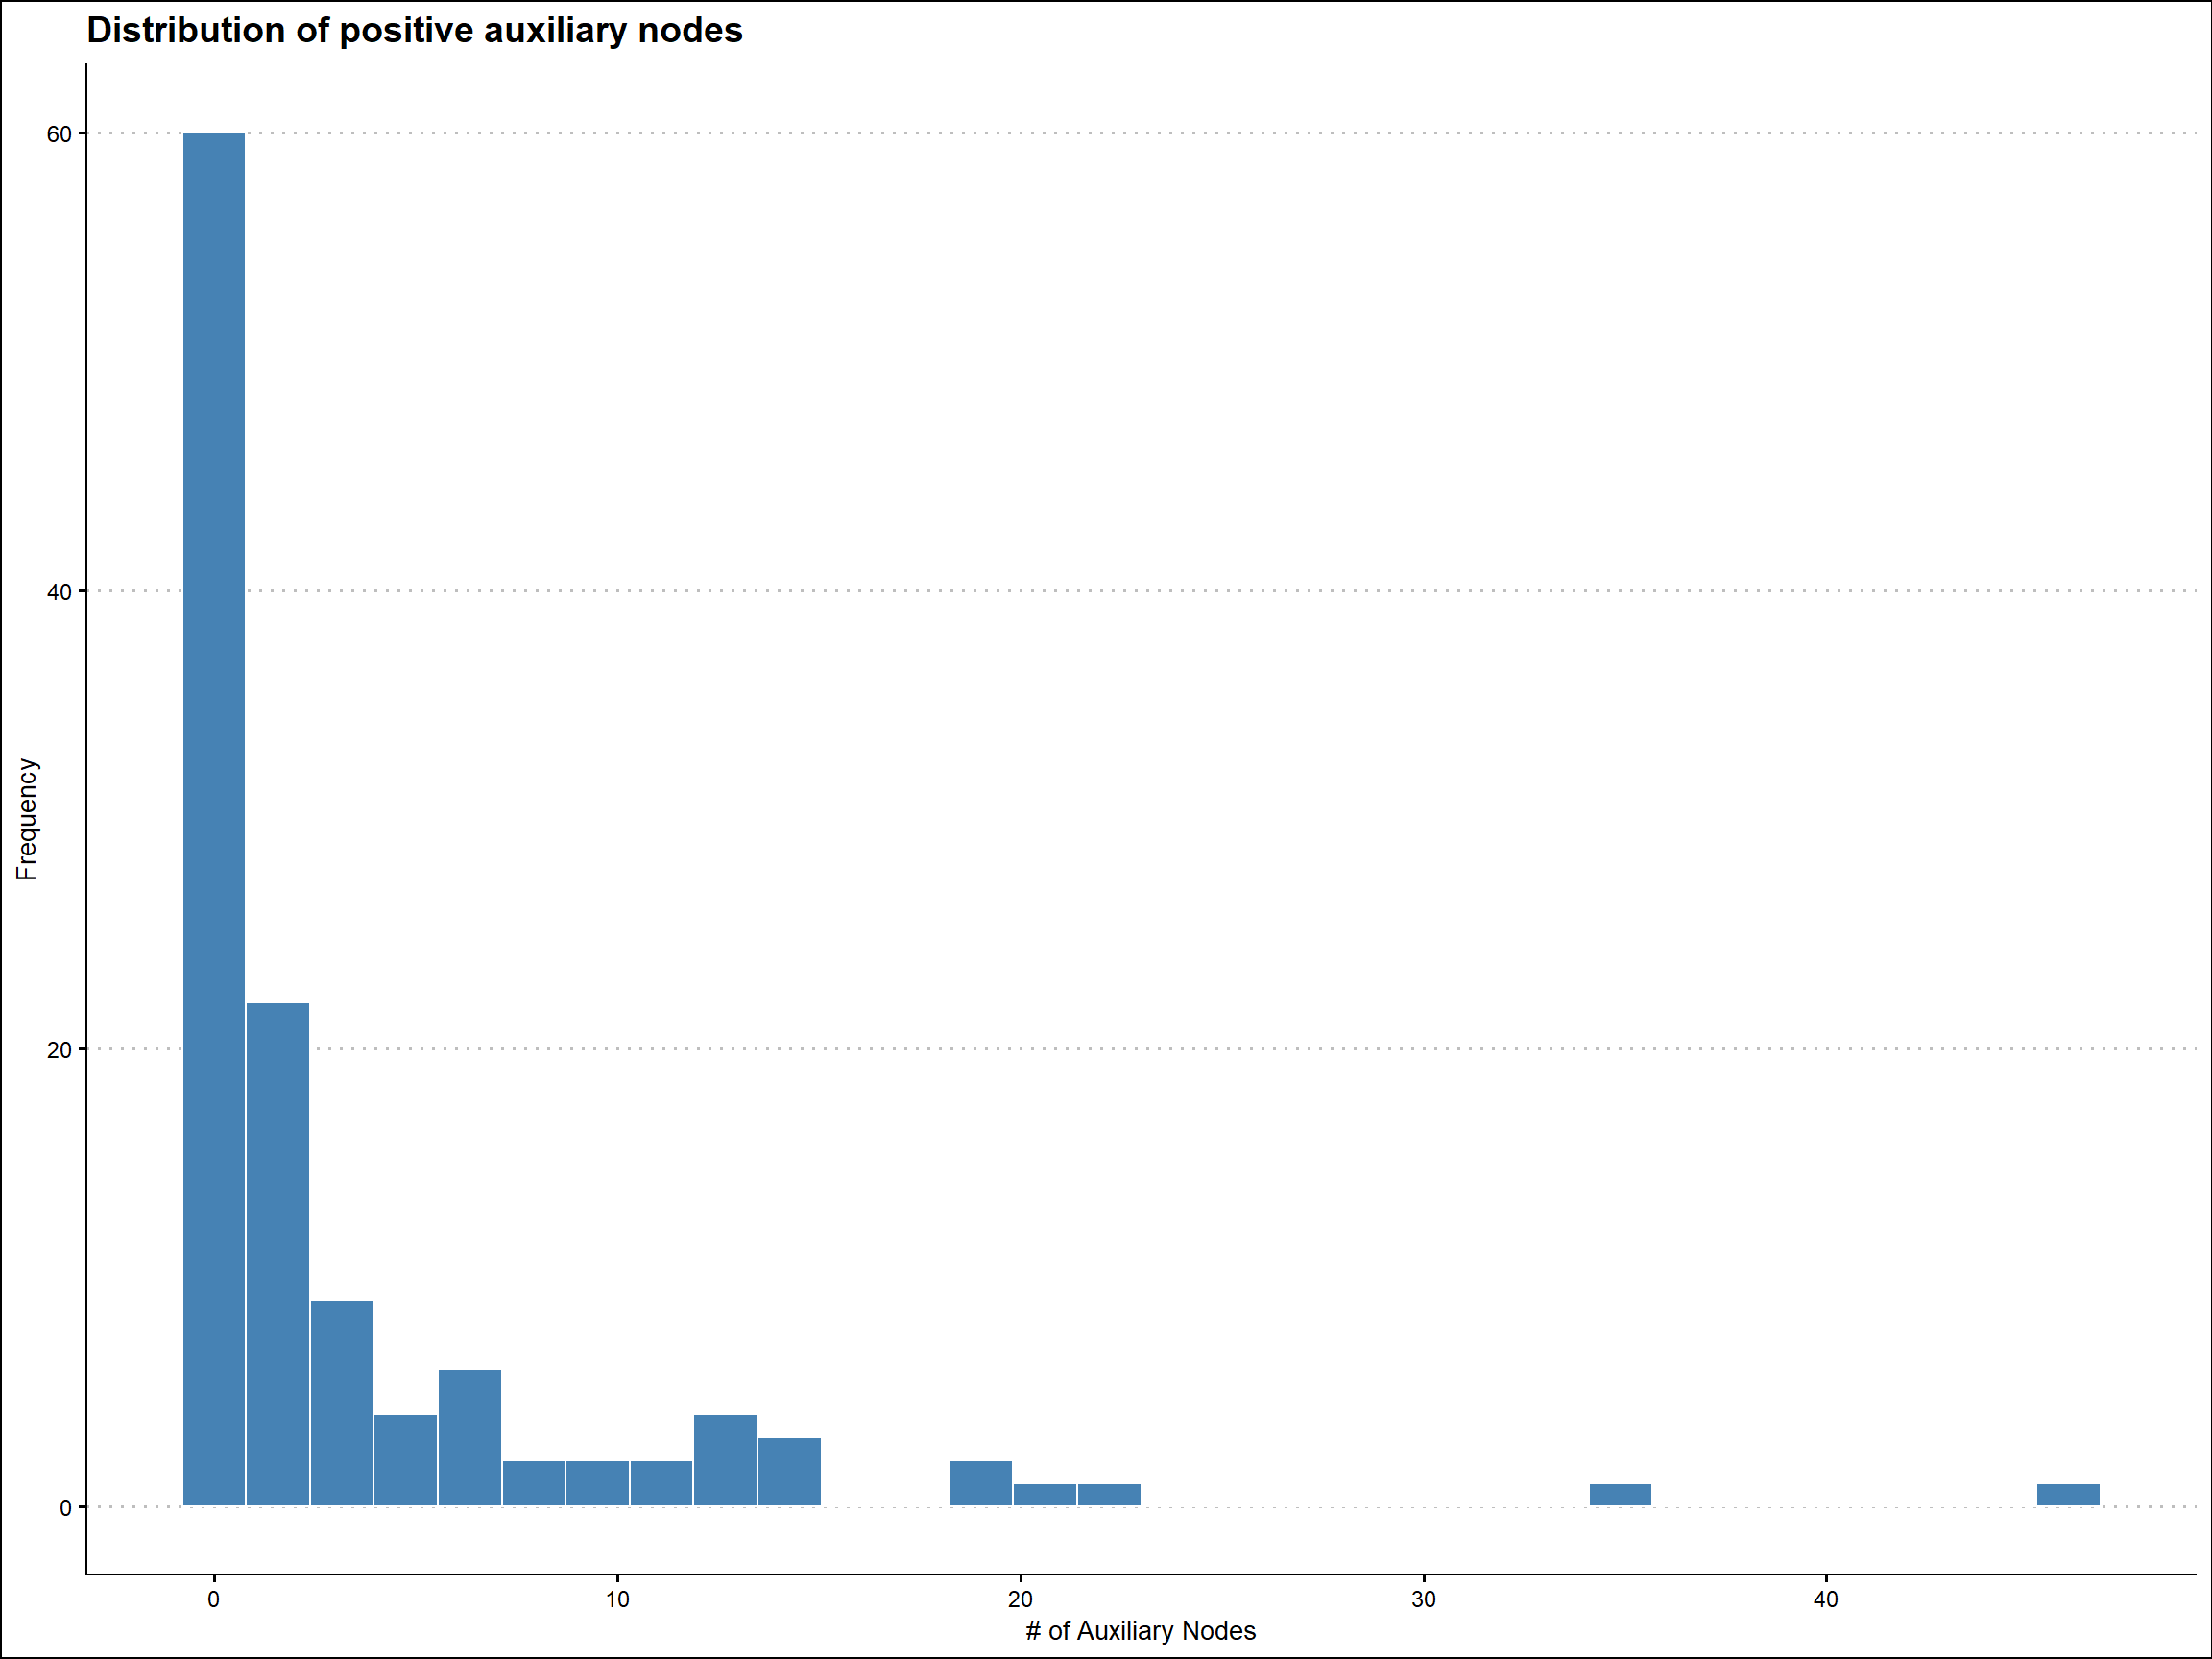 Distribution of positive auxiliary nodes
60
40
20
0
Frequency
0 10 20 30 40
# of Auxiliary Nodes